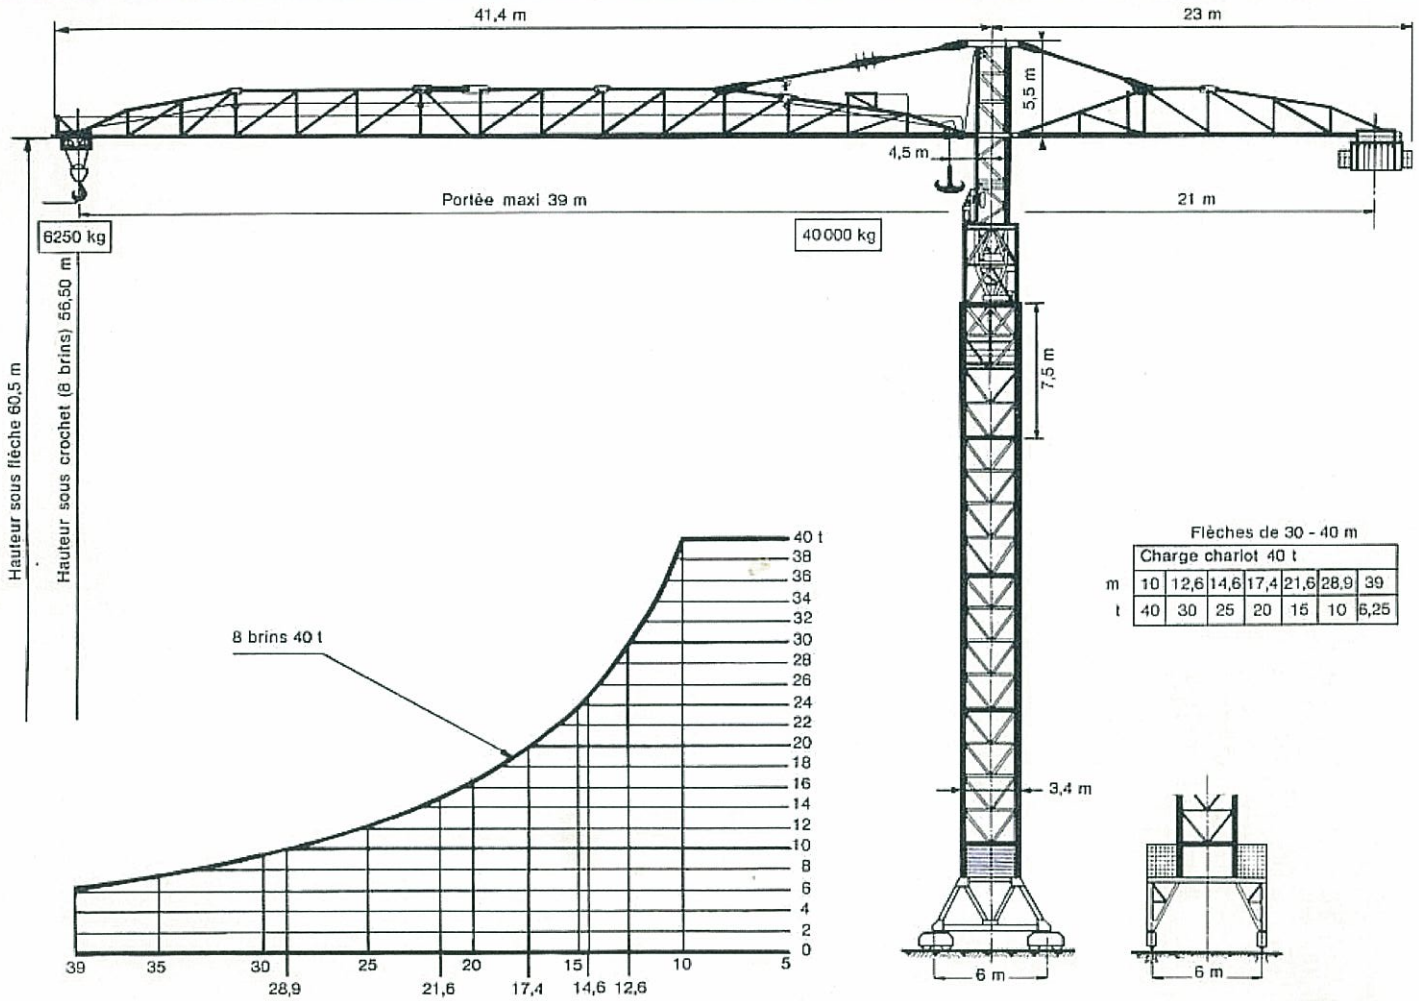 41,4 m
23 m
5,5 m
4,5 m
Portée maxi 39 m
21 m
6250 kg
40000 kg
Hauteur sous flèche 60,5 m
Hauteur sous crochet (8 brins) 56,50 m
7,5 m
Flèches de 30 - 40 m
Charge chariot 40 t
m 10 12,6 14,6 17,4 21,6 28,9 39
t 40 30 25 20 15 10 6,25
8 brins 40 t
40 t
38
36
34
32
30
28
26
24
22
20
18
16
14
12
10
8
6
4
2
0
3,4 m
39 35 30 25 20 15 10 5
28,9 21,6 17,4 14,6 12,6
6 m
6 m